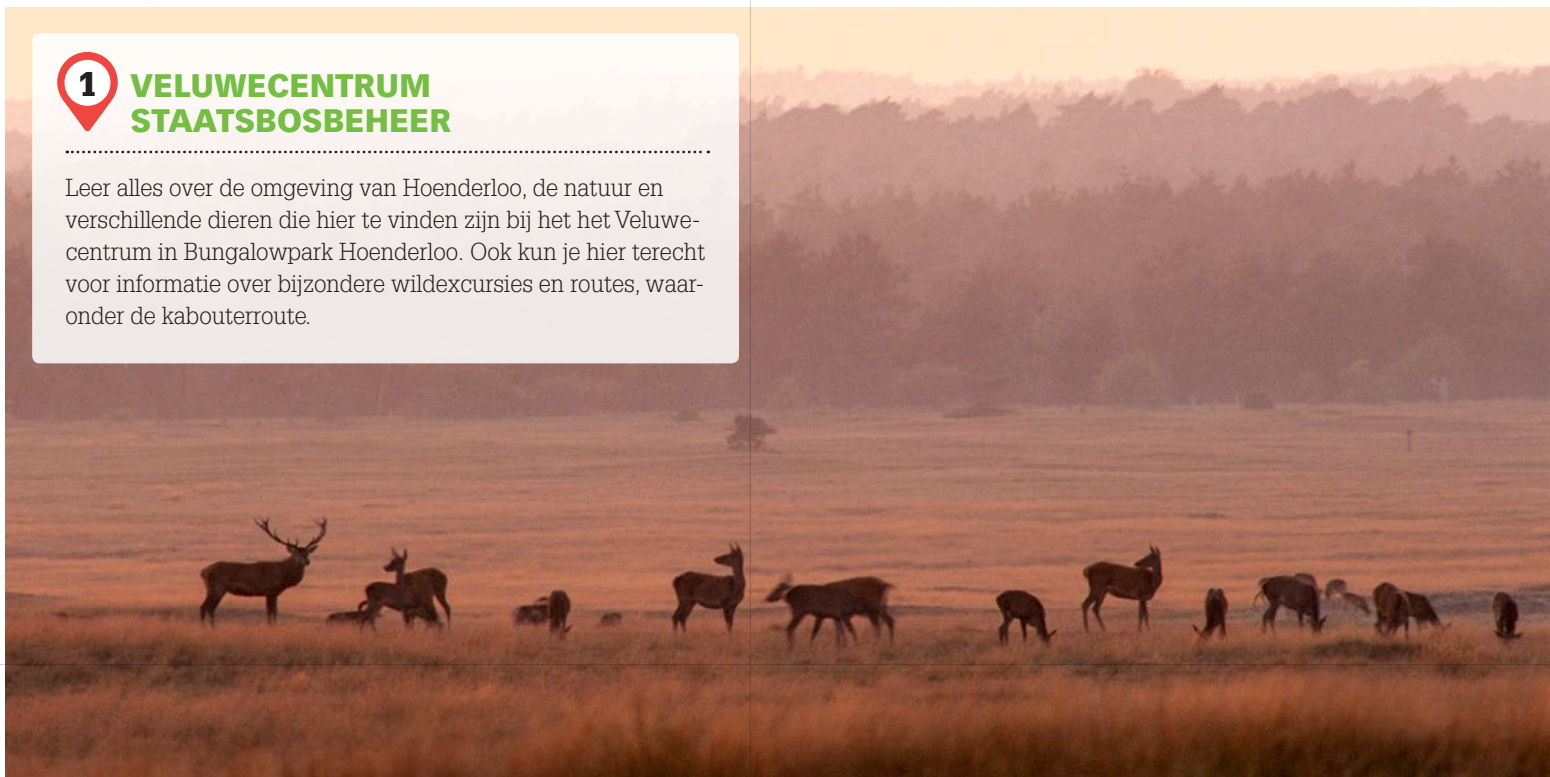 1
VELUWECENTRUM
STAATSBOSBEHEER
Leer alles over de omgeving van Hoenderloo, de natuur en
verschillende dieren die hier te vinden zijn bij het het Veluwe-
centrum in Bungalowpark Hoenderloo. Ook kun je hier terecht
voor informatie over bijzondere wildexcursies en routes, waar-
onder de kabouterroute.